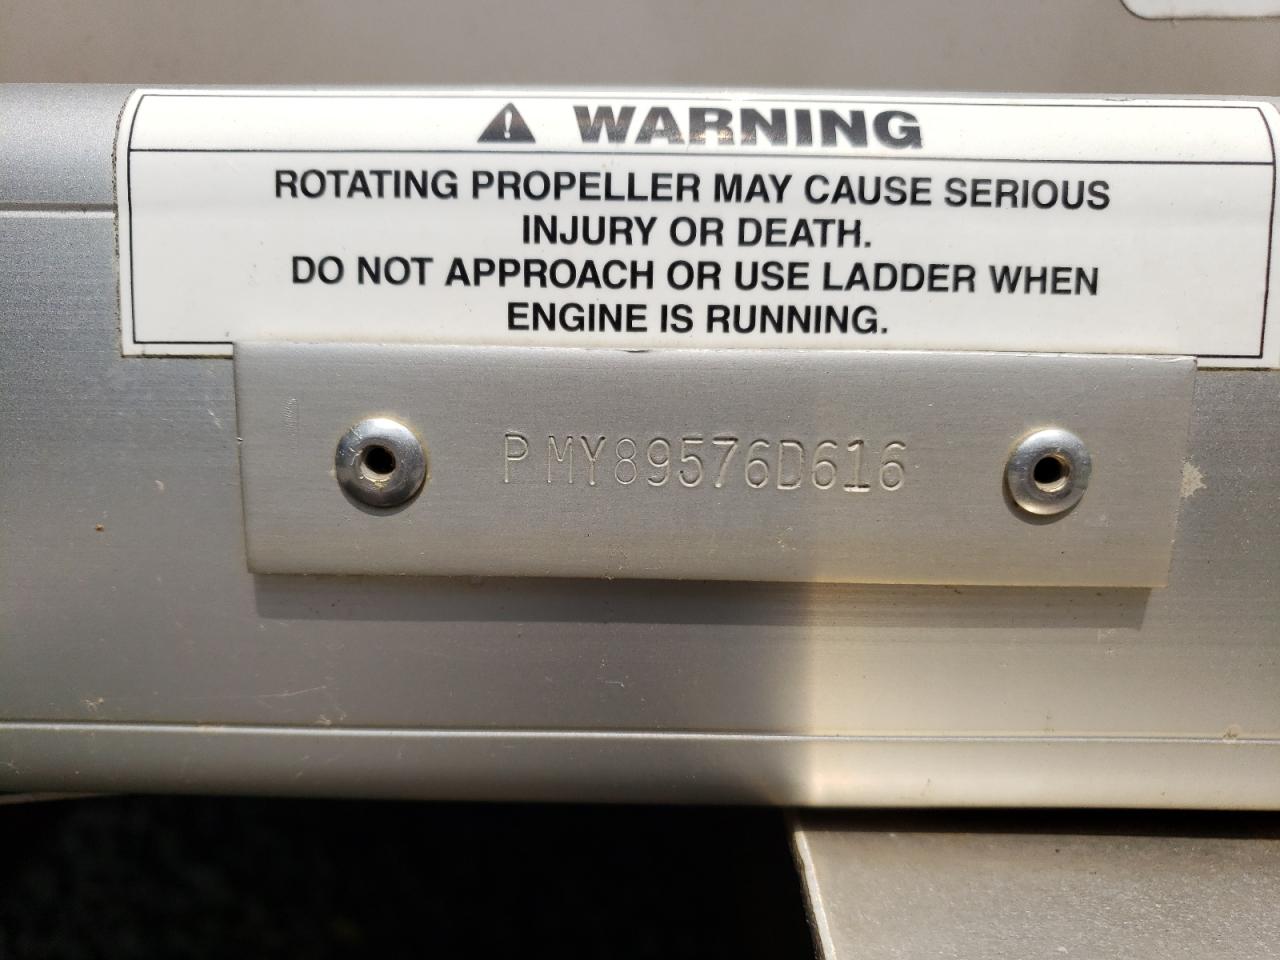 WARNING
ROTATING PROPELLER MAY CAUSE SERIOUS
INJURY OR DEATH.
DO NOT APPROACH OR USE LADDER WHEN
ENGINE IS RUNNING.
PMY89576D616